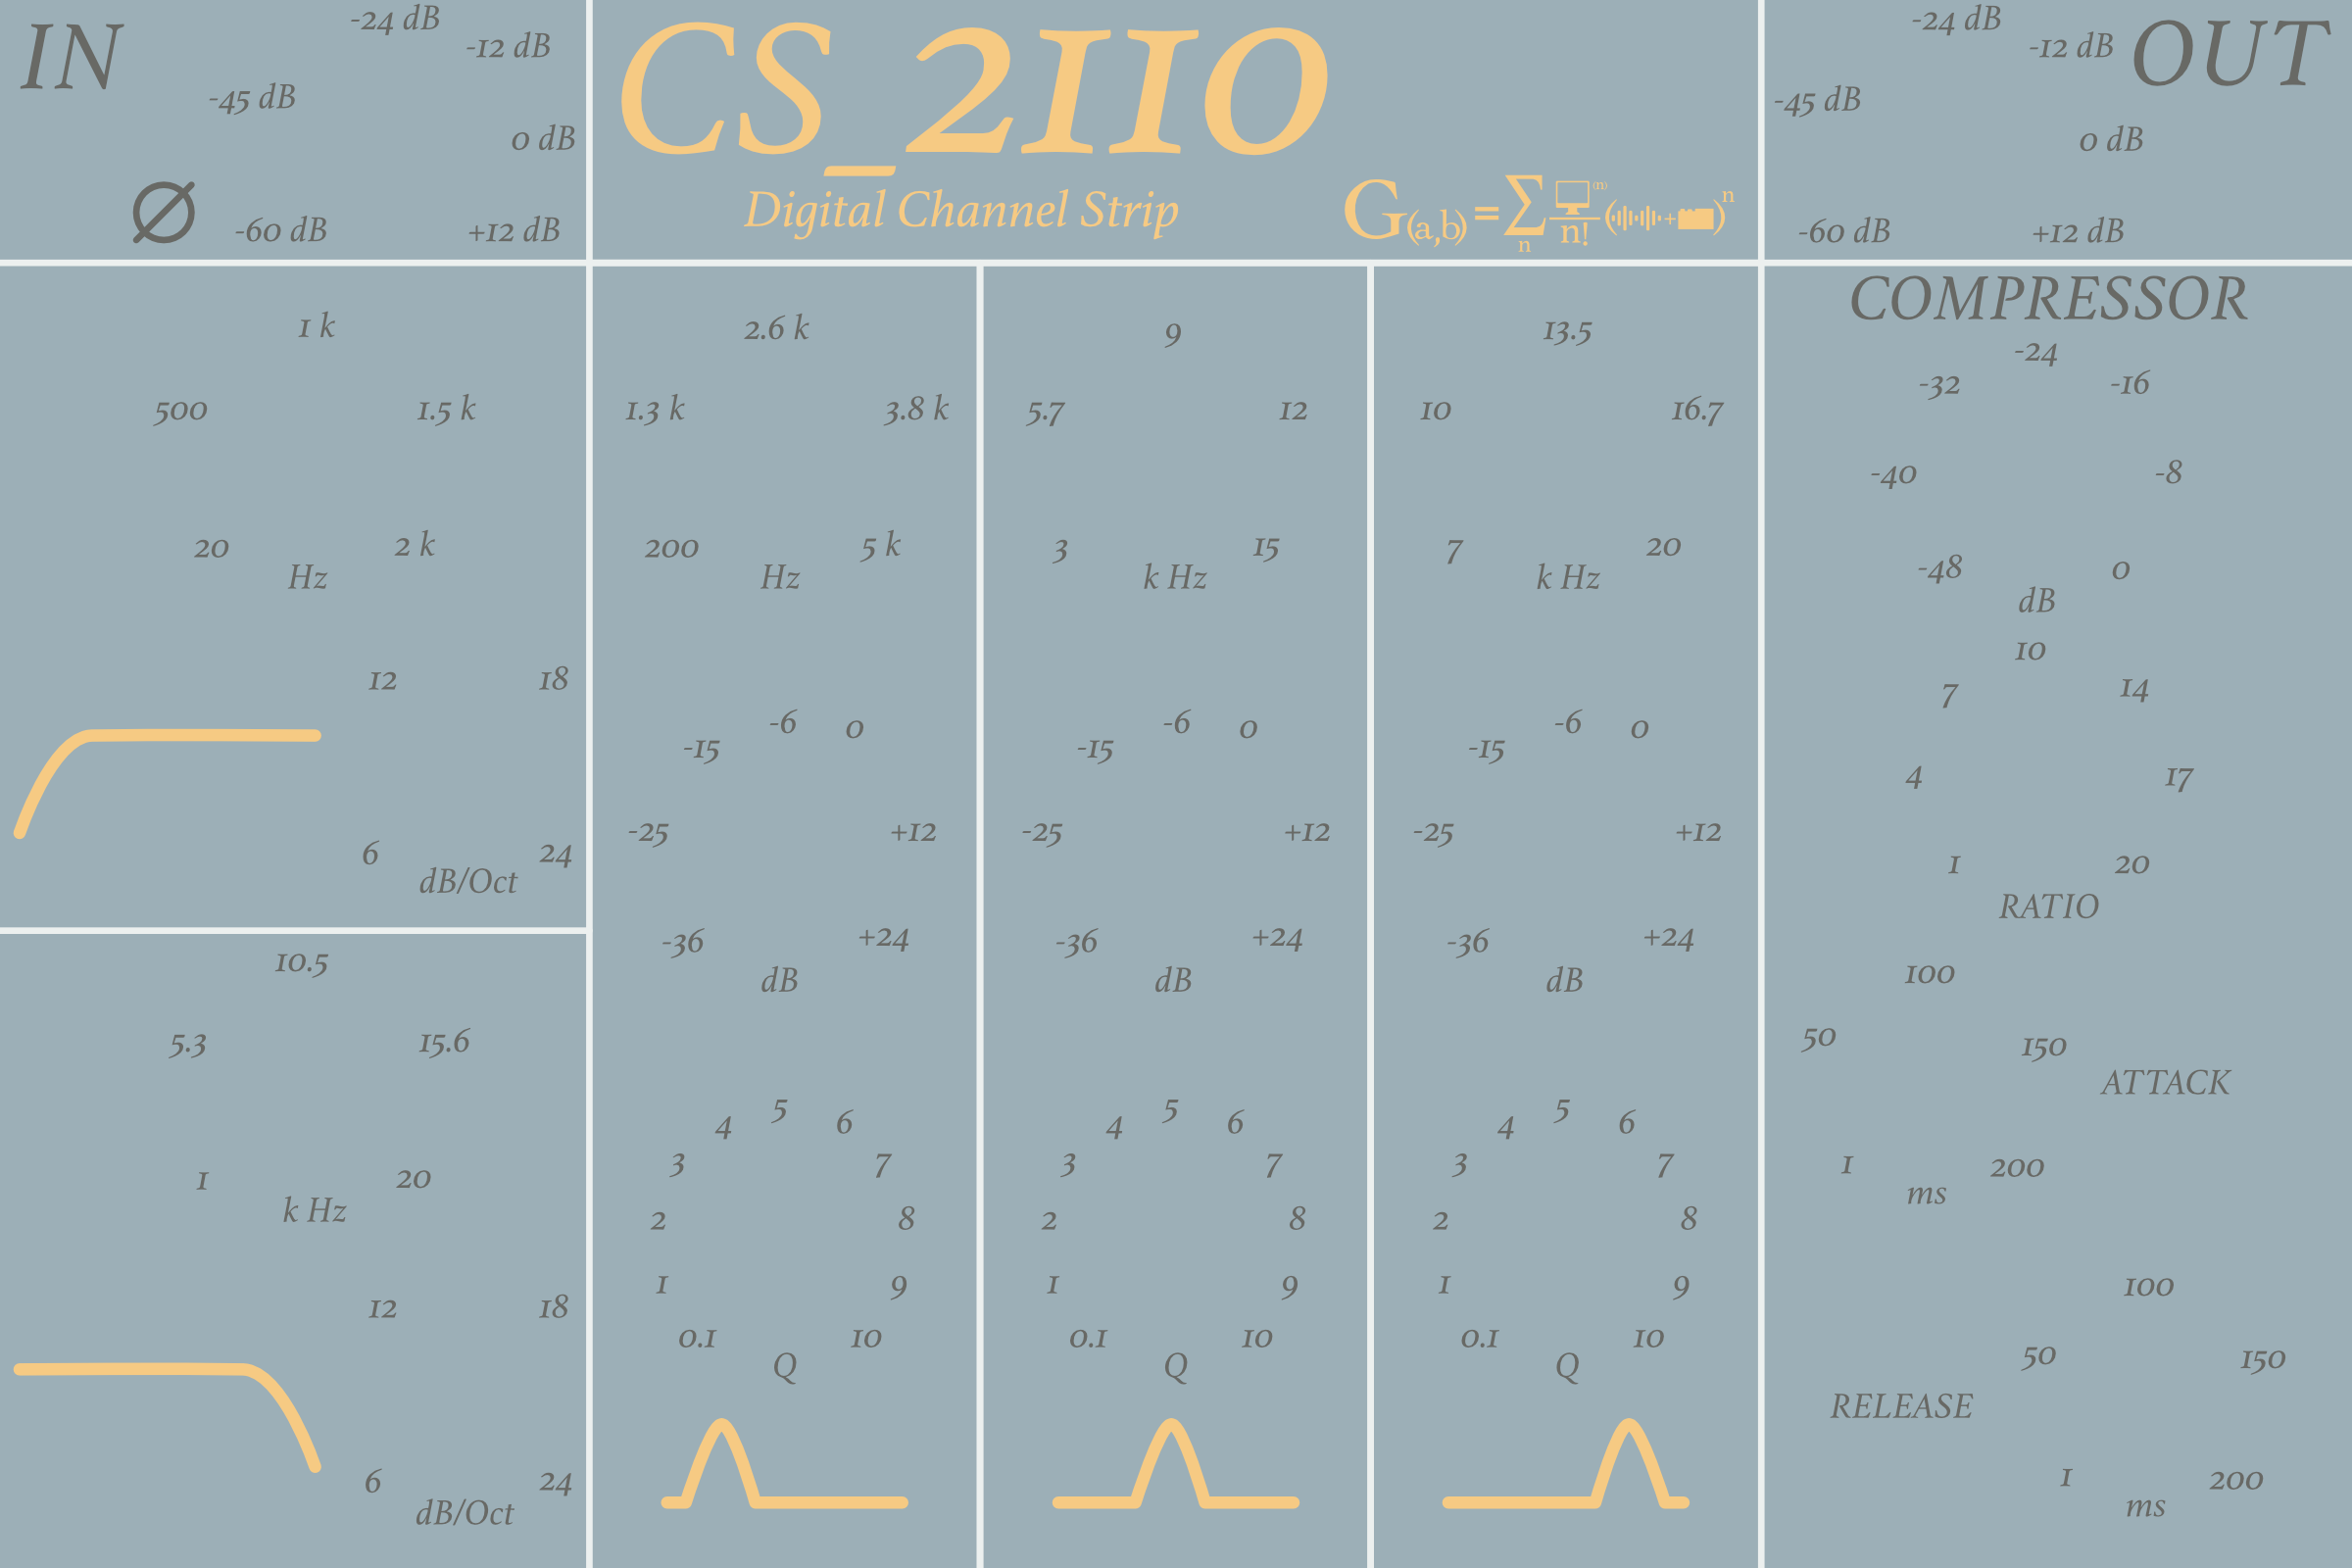 IN
-24 dB
-12 dB
-45 dB
0 dB
Ø
-60 dB
+12 dB
CS_2110
Digital Channel Strip
G(a,b)=Σ n (n) n! ( + ) n
-24 dB
-12 dB
OUT
-45 dB
0 dB
-60 dB
+12 dB
1 k
500
1.5 k
20
2 k
Hz
12
18
6
24
dB/Oct
10.5
5.3
15.6
1
20
k Hz
12
18
6
24
dB/Oct
2.6 k
1.3 k
3.8 k
200
5 k
Hz
-6
0
-15
-25
+12
-36
+24
dB
5
4
6
3
7
2
8
1
9
0.1
10
Q
9
5.7
12
3
15
k Hz
-6
0
-15
-25
+12
-36
+24
dB
5
4
6
3
7
2
8
1
9
0.1
10
Q
13.5
10
16.7
7
20
k Hz
-6
0
-15
-25
+12
-36
+24
dB
5
4
6
3
7
2
8
1
9
0.1
10
Q
COMPRESSOR
-24
-32
-16
-40
-8
-48
0
dB
10
7
14
4
17
1
20
RATIO
100
50
150
ATTACK
1
200
ms
100
50
150
RELEASE
1
200
ms